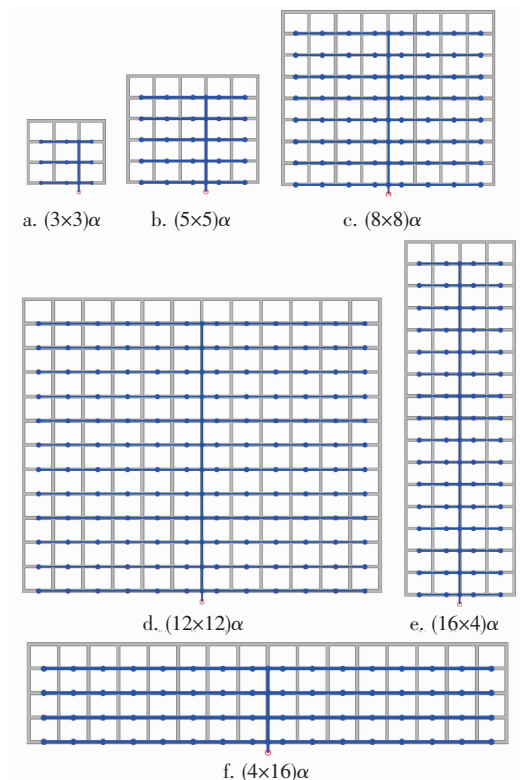 a. (3×3)α
b. (5×5)α
c. (8×8)α
d. (12×12)α
e. (16×4)α
f. (4×16)α